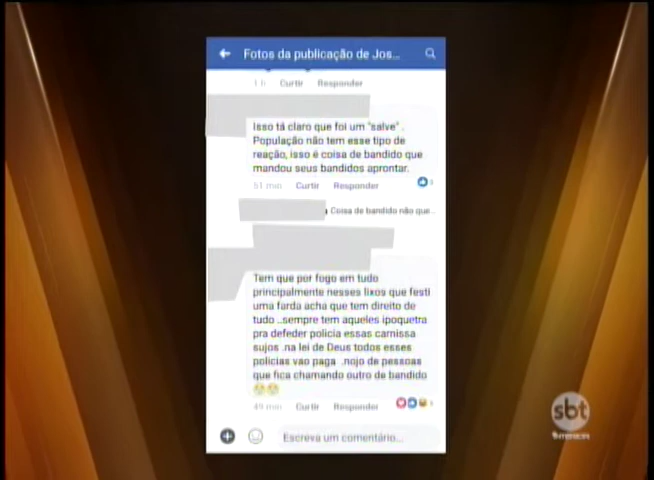 Fotos da publicação de Jos...
1 h Curtir Responder
Isso tá claro que foi um "salve" .
População não tem esse tipo de
reação, isso é coisa de bandido que
mandou seus bandidos aprontar.
51 min Curtir Responder
Coisa de bandido não que...
Tem que por fogo em tudo
principalmente nesses lixos que festi
uma farda acha que tem direito de
tudo ..sempre tem aqueles ipoquetra
pra defeder policia essas carnissa
sujos .na lei de Deus todos esses
policias vao paga .nojo de pessoas
que fica chamando outro de bandido
49 min Curtir Responder
Escreva um comentário...
sbt